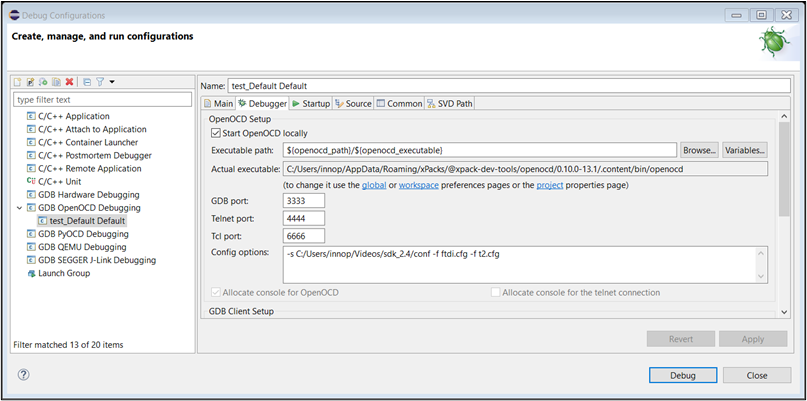 Debug Configurations
Create, manage, and run configurations
type filter text
C/C++ Application
C/C++ Attach to Application
C/C++ Container Launcher
C/C++ Postmortem Debugger
C/C++ Remote Application
C/C++ Unit
GDB Hardware Debugging
GDB OpenOCD Debugging
test_Default Default
GDB PyOCD Debugging
GDB QEMU Debugging
GDB SEGGER J-Link Debugging
Launch Group
Filter matched 13 of 20 items
Name: test_Default Default
Main Debugger Startup Source Common SVD Path
OpenOCD Setup
Start OpenOCD locally
Executable path: ${openocd_path}/${openocd_executable} Browse... Variables...
Actual executable: C:/Users/innop/AppData/Roaming/xPacks/@xpack-dev-tools/openocd/0.10.0-13.1/.content/bin/openocd
(to change it use the global or workspace preferences pages or the project properties page)
GDB port: 3333
Telnet port: 4444
Tcl port: 6666
Config options: -s C:/Users/innop/Videos/sdk_2.4/conf -f ftdi.cfg -f t2.cfg
Allocate console for OpenOCD Allocate console for the telnet connection
GDB Client Setup
Revert Apply
Debug Close